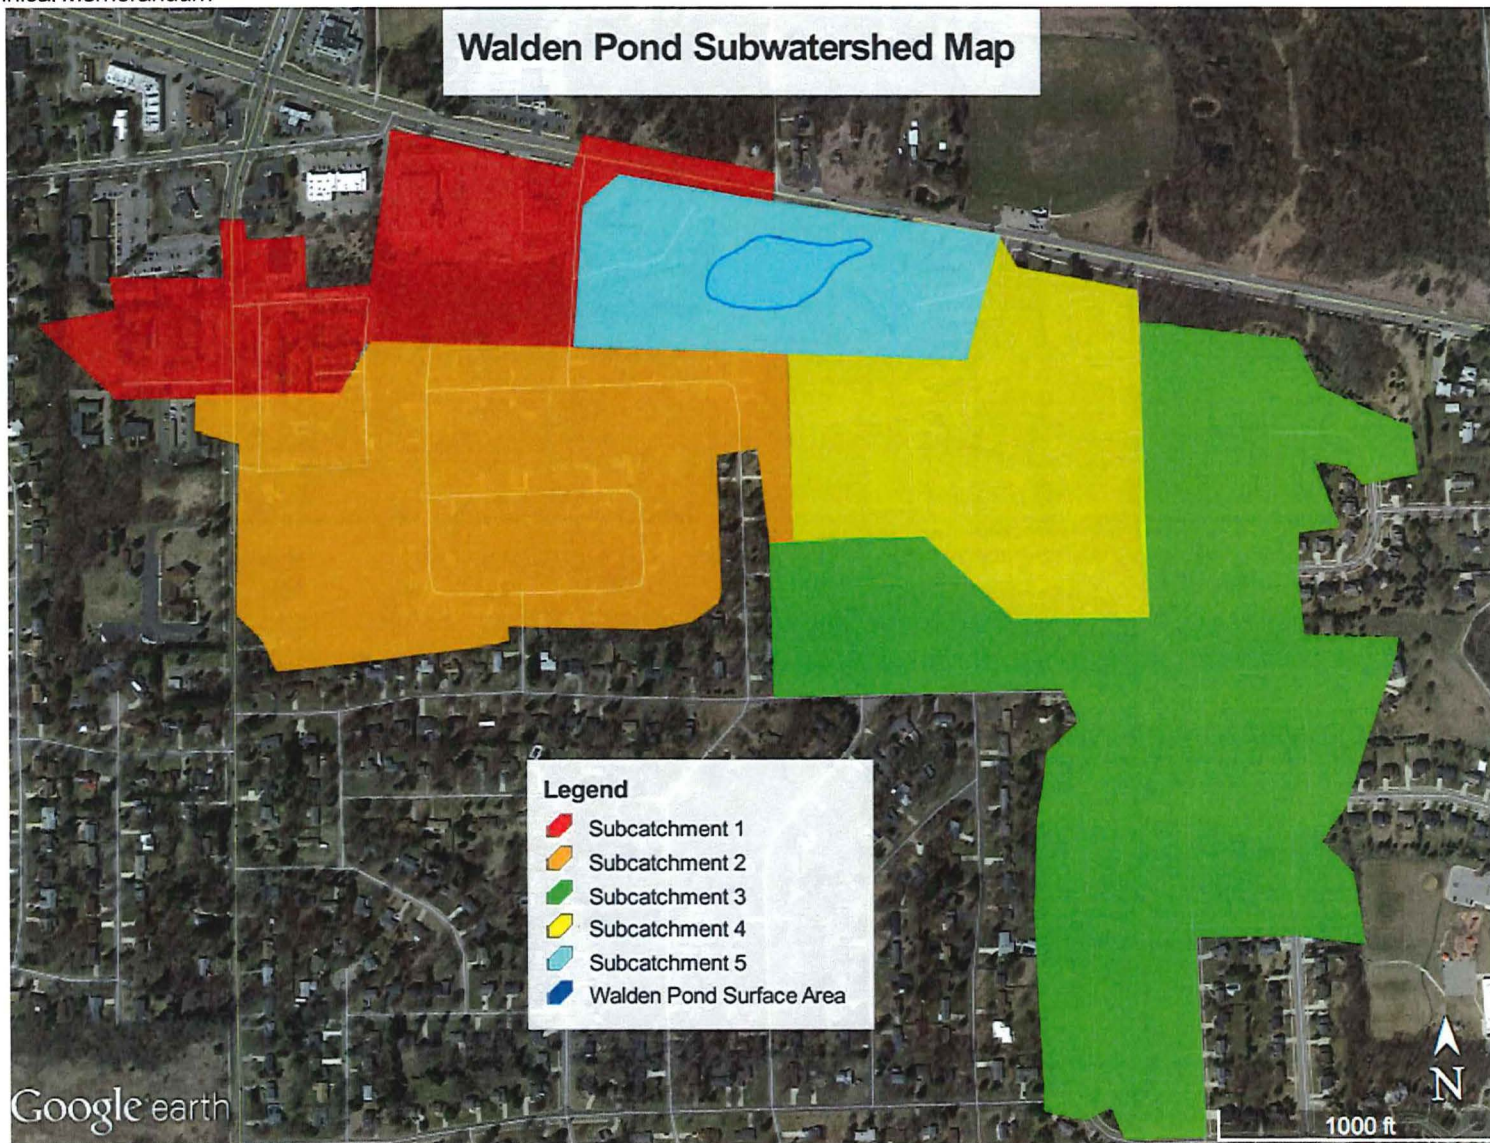 Memorandum
Walden Pond Subwatershed Map
Legend
Subcatchment 1
Subcatchment 2
Subcatchment 3
Subcatchment 4
Subcatchment 5
Walden Pond Surface Area
N
Google earth
1000 ft